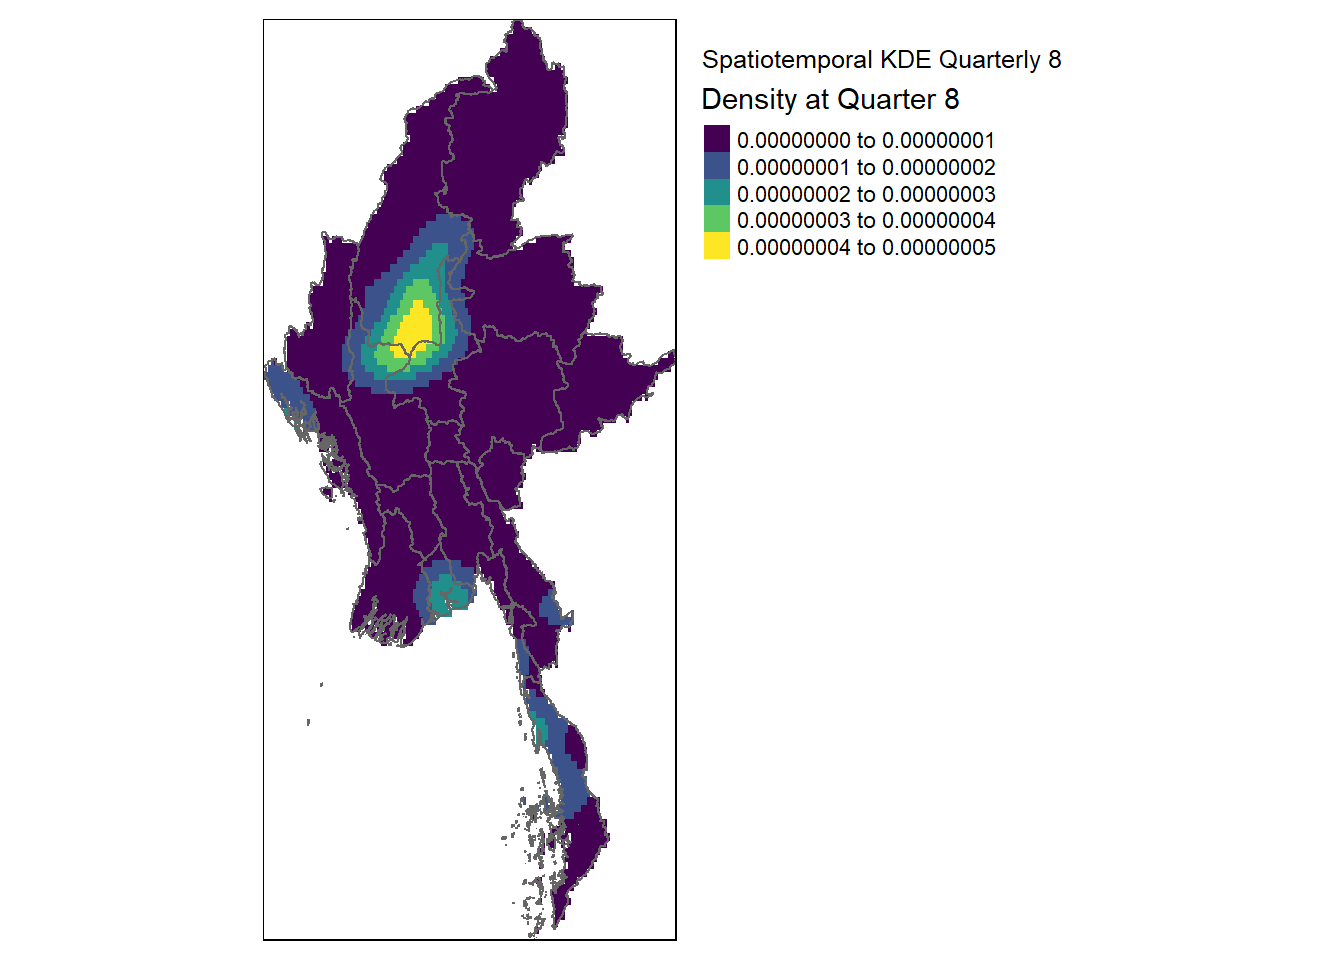 Spatiotemporal KDE Quarterly 8
Density at Quarter 8
0.00000000 to 0.00000001
0.00000001 to 0.00000002
0.00000002 to 0.00000003
0.00000003 to 0.00000004
0.00000004 to 0.00000005